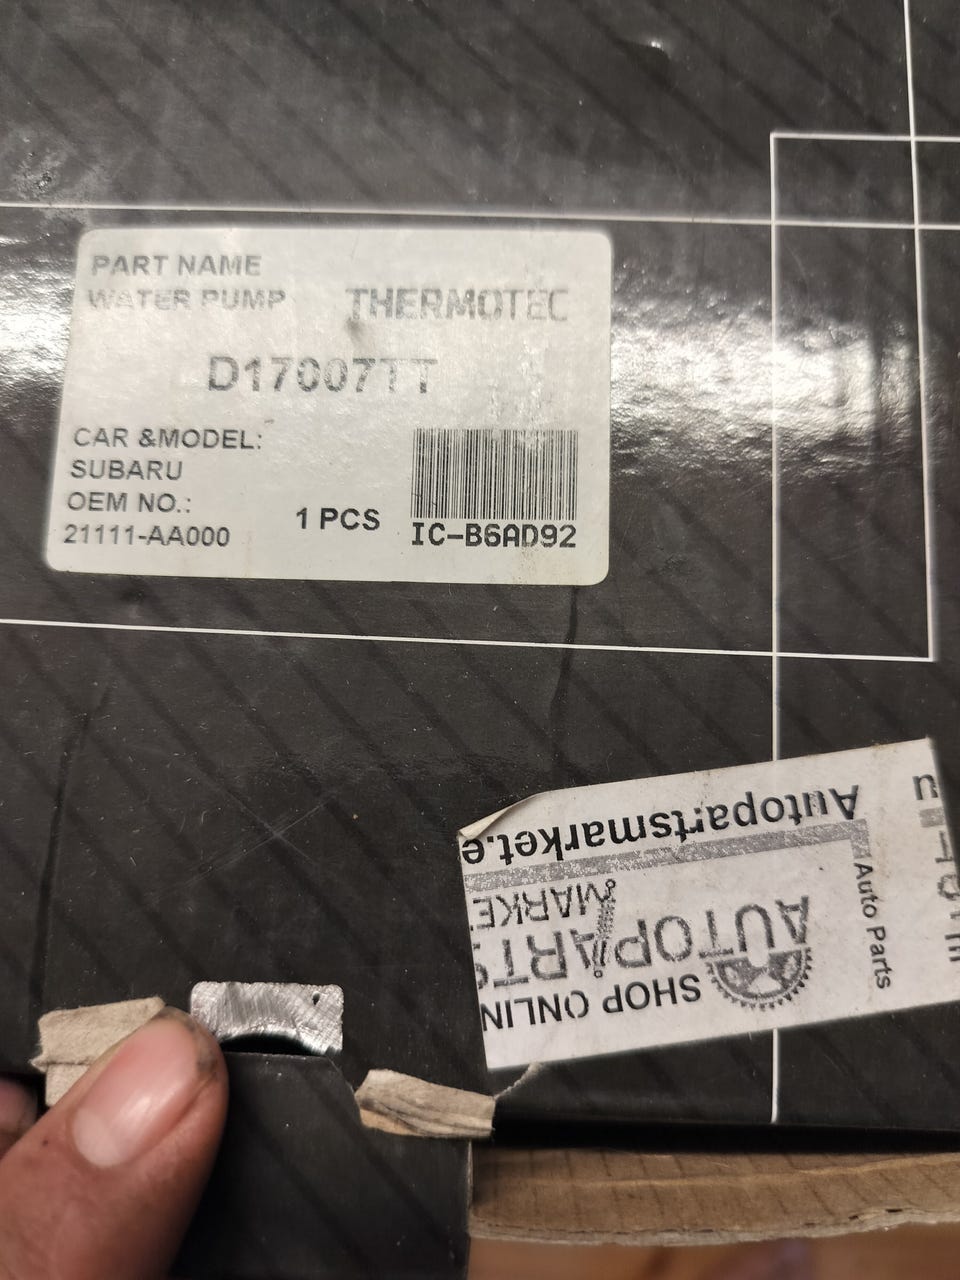 PART NAME
WATER PUMP THERMOTEC
D17007TT
CAR &MODEL:
SUBARU
OEM NO.:
21111-AA000
1 PCS
IC-B6AD92
Autopartsmarket.e
MARKE
AUTOPARTS
SHOP ONLIN
Auto Parts